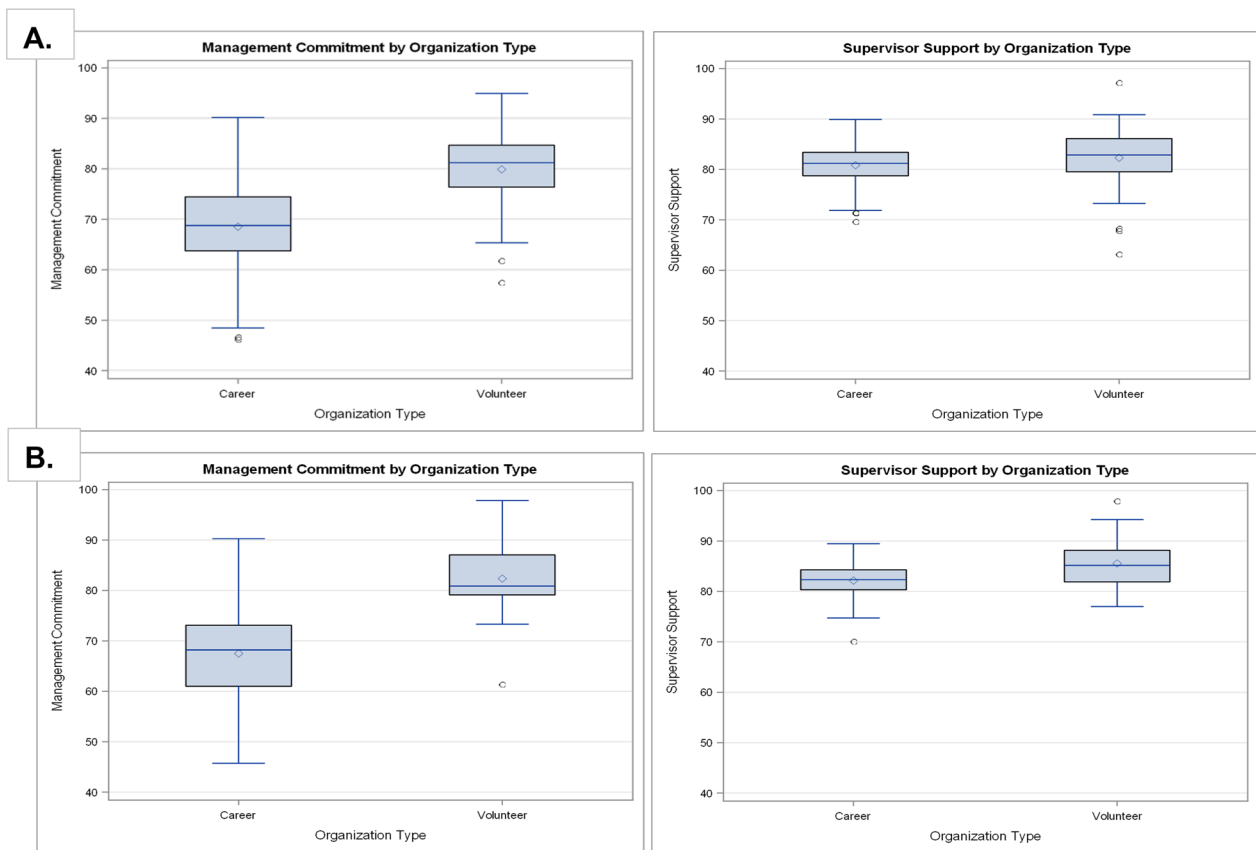 A.
Management Commitment by Organization Type
100
90
80
70
60
50
40
Management Commitment
Career
Volunteer
Organization Type
Supervisor Support by Organization Type
100
90
80
70
60
50
40
Supervisor Support
Career
Volunteer
Organization Type
B.
Management Commitment by Organization Type
100
90
80
70
60
50
40
Management Commitment
Career
Volunteer
Organization Type
Supervisor Support by Organization Type
100
90
80
70
60
50
40
Supervisor Support
Career
Volunteer
Organization Type